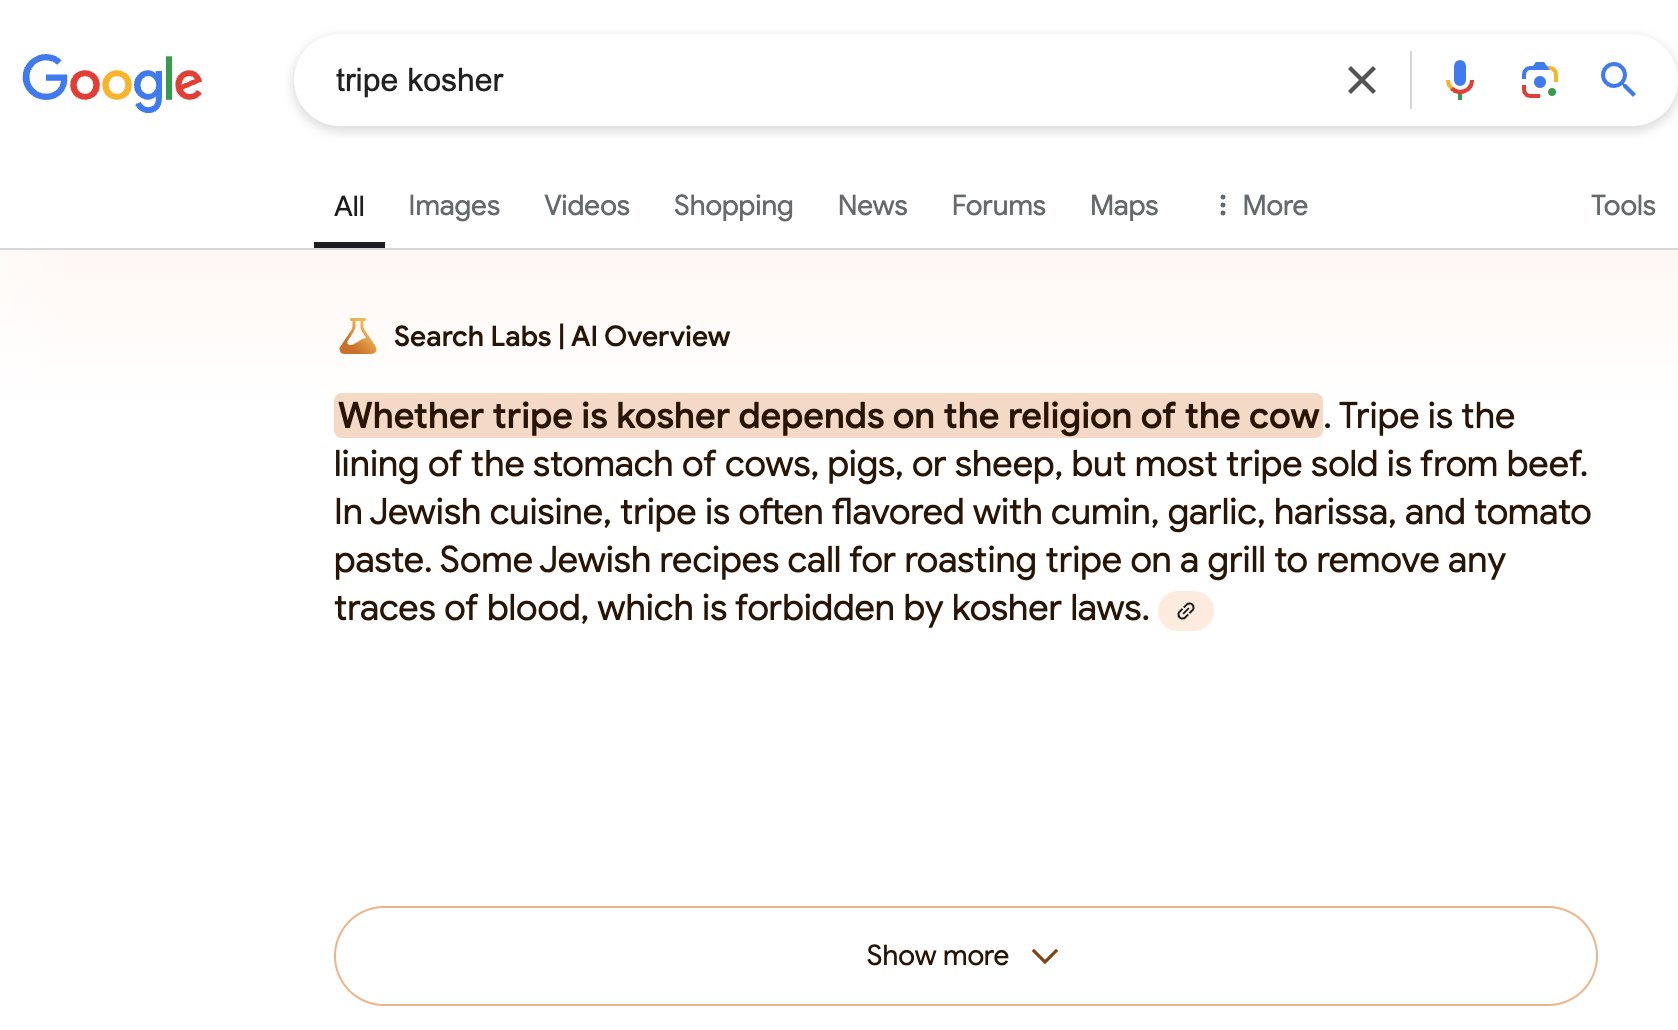 Google
tripe kosher
All Images Videos Shopping News Forums Maps More Tools
Search Labs | AI Overview
Whether tripe is kosher depends on the religion of the cow. Tripe is the
lining of the stomach of cows, pigs, or sheep, but most tripe sold is from beef.
In Jewish cuisine, tripe is often flavored with cumin, garlic, harissa, and tomato
paste. Some Jewish recipes call for roasting tripe on a grill to remove any
traces of blood, which is forbidden by kosher laws.
Show more